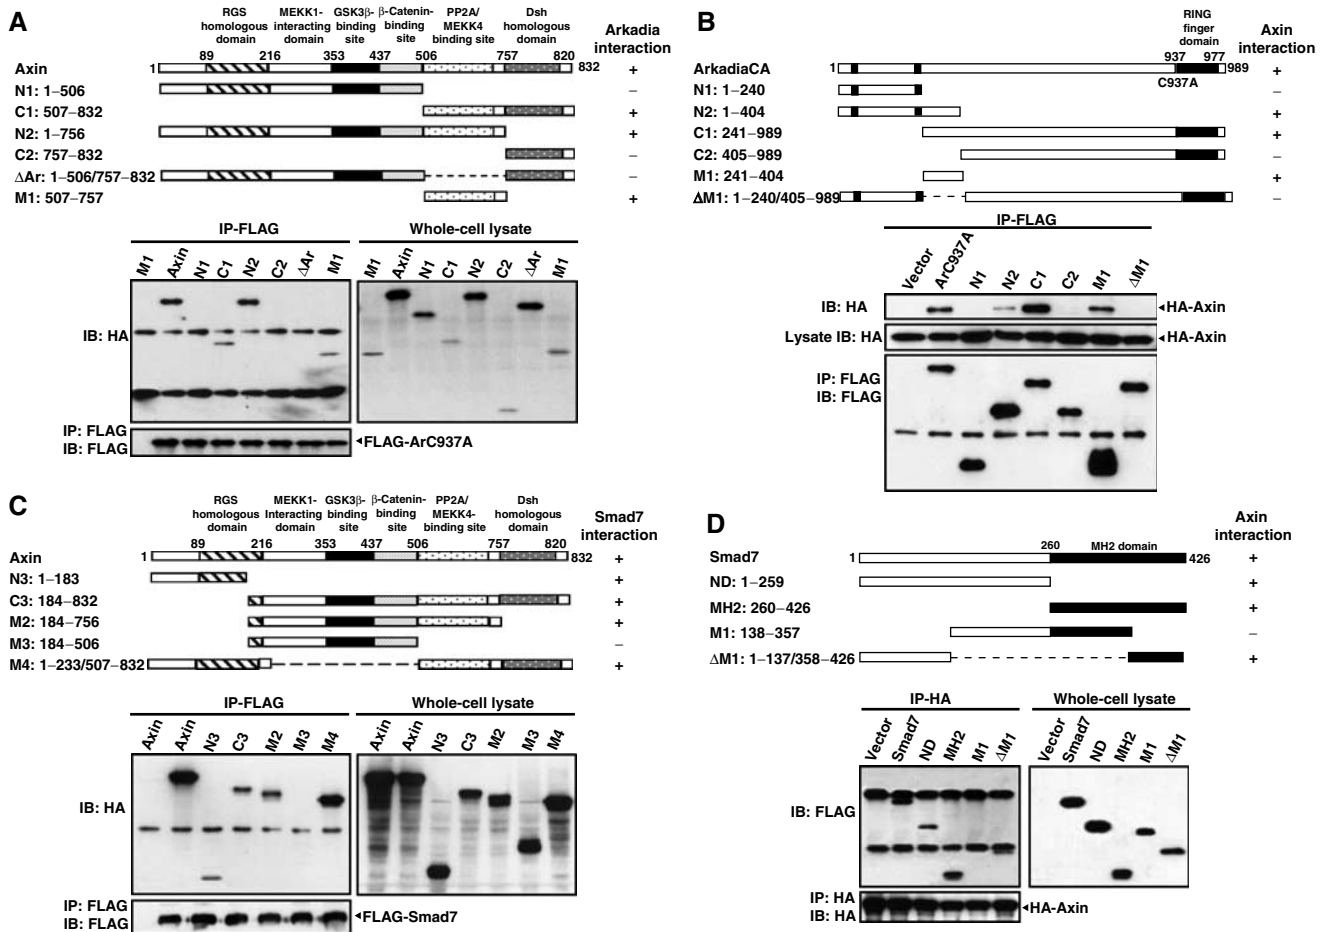 A
RGS homologous domain
MEKK1-interacting domain
GSK3β-binding site
β-Catenin-binding site
PP2A/MEKK4 binding site
Dsh homologous domain
Arkadia interaction
89 216 353 437 506 757 820
Axin 1 832 +
N1: 1–506 –
C1: 507–832 +
N2: 1–756 +
C2: 757–832 –
ΔAr: 1–506/757–832 –
M1: 507–757 +
IP-FLAG
Whole-cell lysate
M1 Axin N1 C1 N2 C2 ΔAr M1
M1 Axin N1 C1 N2 C2 ΔAr M1
IB: HA
IP: FLAG
IB: FLAG
FLAG-ArC937A
B
RING finger domain
Axin interaction
937 977
ArkadiaCA 1 989 +
C937A
N1: 1–240 –
N2: 1–404 +
C1: 241–989 +
C2: 405–989 –
M1: 241–404 +
ΔM1: 1–240/405–989 –
IP-FLAG
Vector ArC937A N1 N2 C1 C2 M1 ΔM1
IB: HA HA-Axin
Lysate IB: HA HA-Axin
IP: FLAG
IB: FLAG
C
RGS homologous domain
MEKK1-Interacting domain
GSK3β-binding site
β-Catenin-binding site
PP2A/MEKK4-binding site
Dsh homologous domain
Smad7 interaction
89 216 353 437 506 757 820
Axin 1 832 +
N3: 1–183 +
C3: 184–832 +
M2: 184–756 +
M3: 184–506 –
M4: 1–233/507–832 +
IP-FLAG
Whole-cell lysate
Axin Axin N3 C3 M2 M3 M4
Axin Axin N3 C3 M2 M3 M4
IB: HA
IP: FLAG
IB: FLAG
FLAG-Smad7
D
Axin interaction
260 MH2 domain
Smad7 1 426 +
ND: 1–259 +
MH2: 260–426 +
M1: 138–357 –
ΔM1: 1–137/358–426 +
IP-HA
Whole-cell lysate
Vector Smad7 ND MH2 M1 ΔM1
Vector Smad7 ND MH2 M1 ΔM1
IB: FLAG
IP: HA
IB: HA
HA-Axin